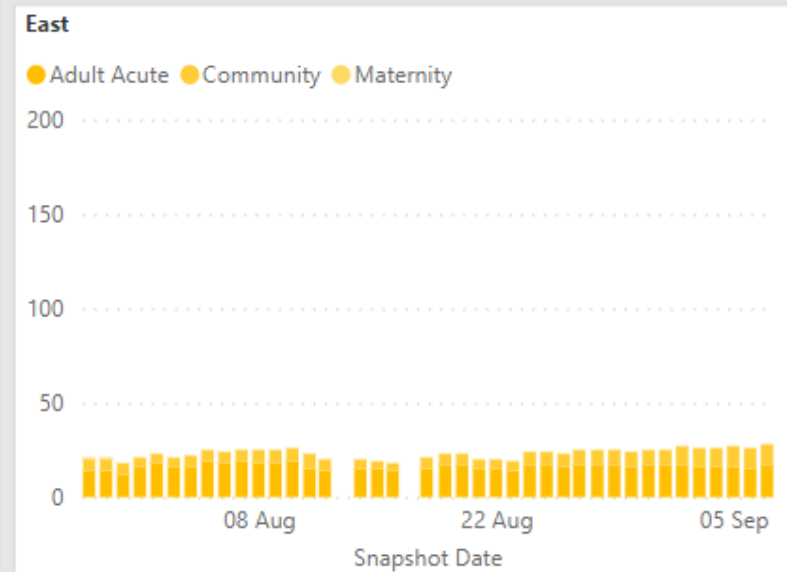 East
Adult Acute Community Maternity
200
150
100
50
0
08 Aug 22 Aug 05 Sep
Snapshot Date